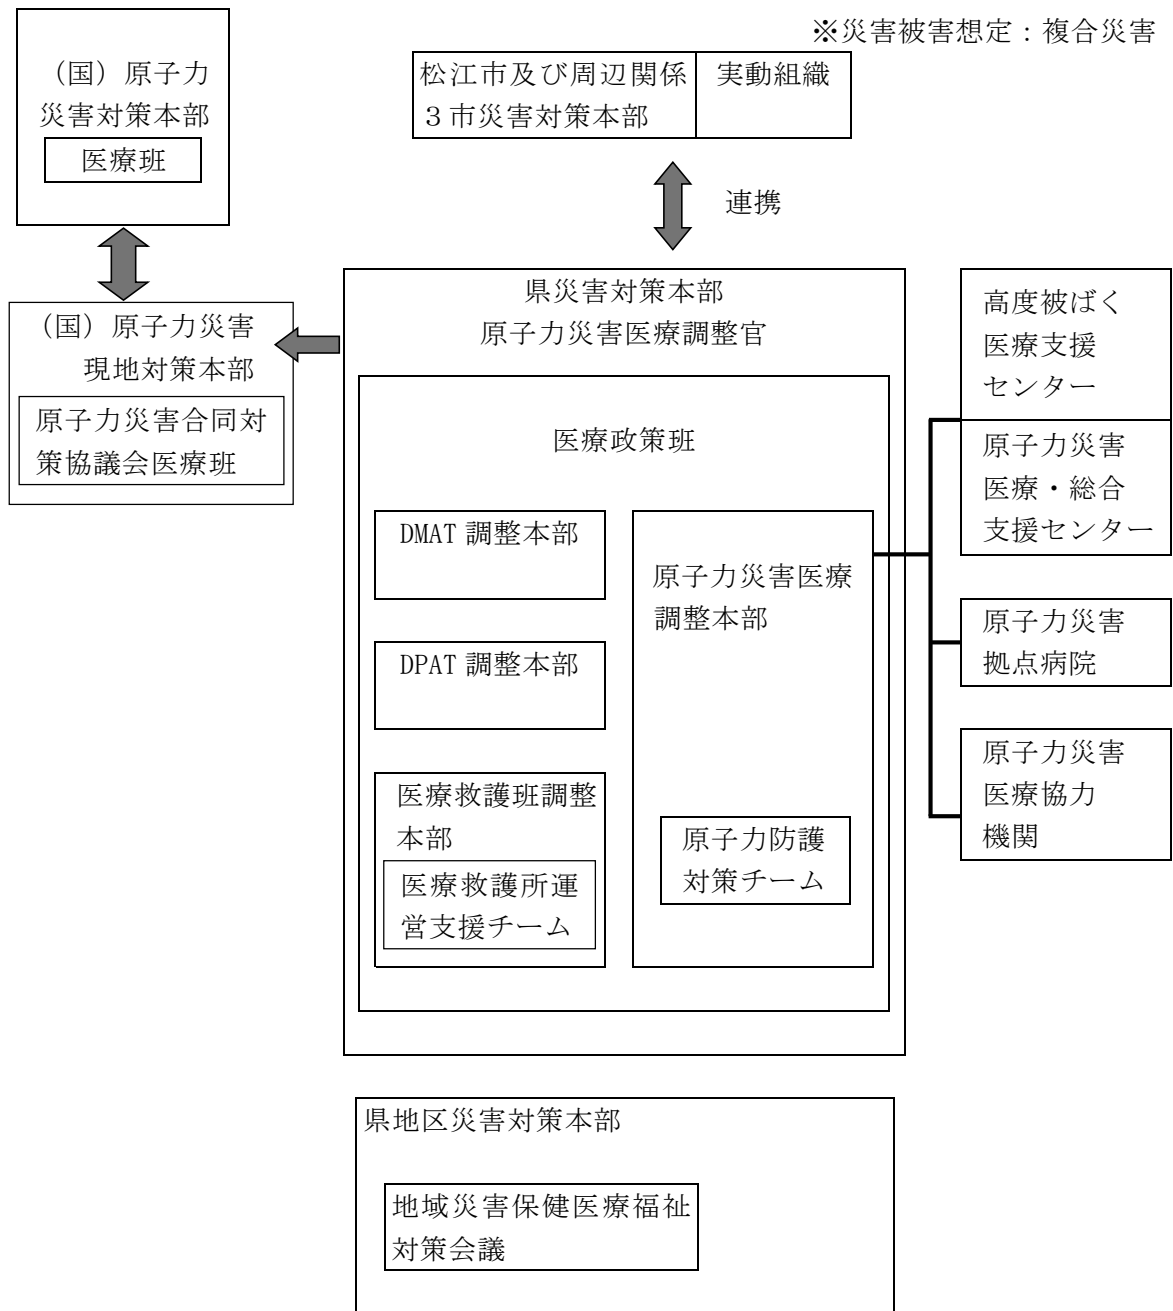 ※災害被害想定：複合災害
（国）原子力
災害対策本部
医療班
松江市及び周辺関係
３市災害対策本部
実動組織
連携
（国）原子力災害
現地対策本部
原子力災害合同対
策協議会医療班
県災害対策本部
原子力災害医療調整官
医療政策班
DMAT 調整本部
DPAT 調整本部
医療救護班調整
本部
医療救護所運
営支援チーム
原子力災害医療
調整本部
原子力防護
対策チーム
高度被ばく
医療支援
センター
原子力災害
医療・総合
支援センター
原子力災害
拠点病院
原子力災害
医療協力
機関
県地区災害対策本部
地域災害保健医療福祉
対策会議